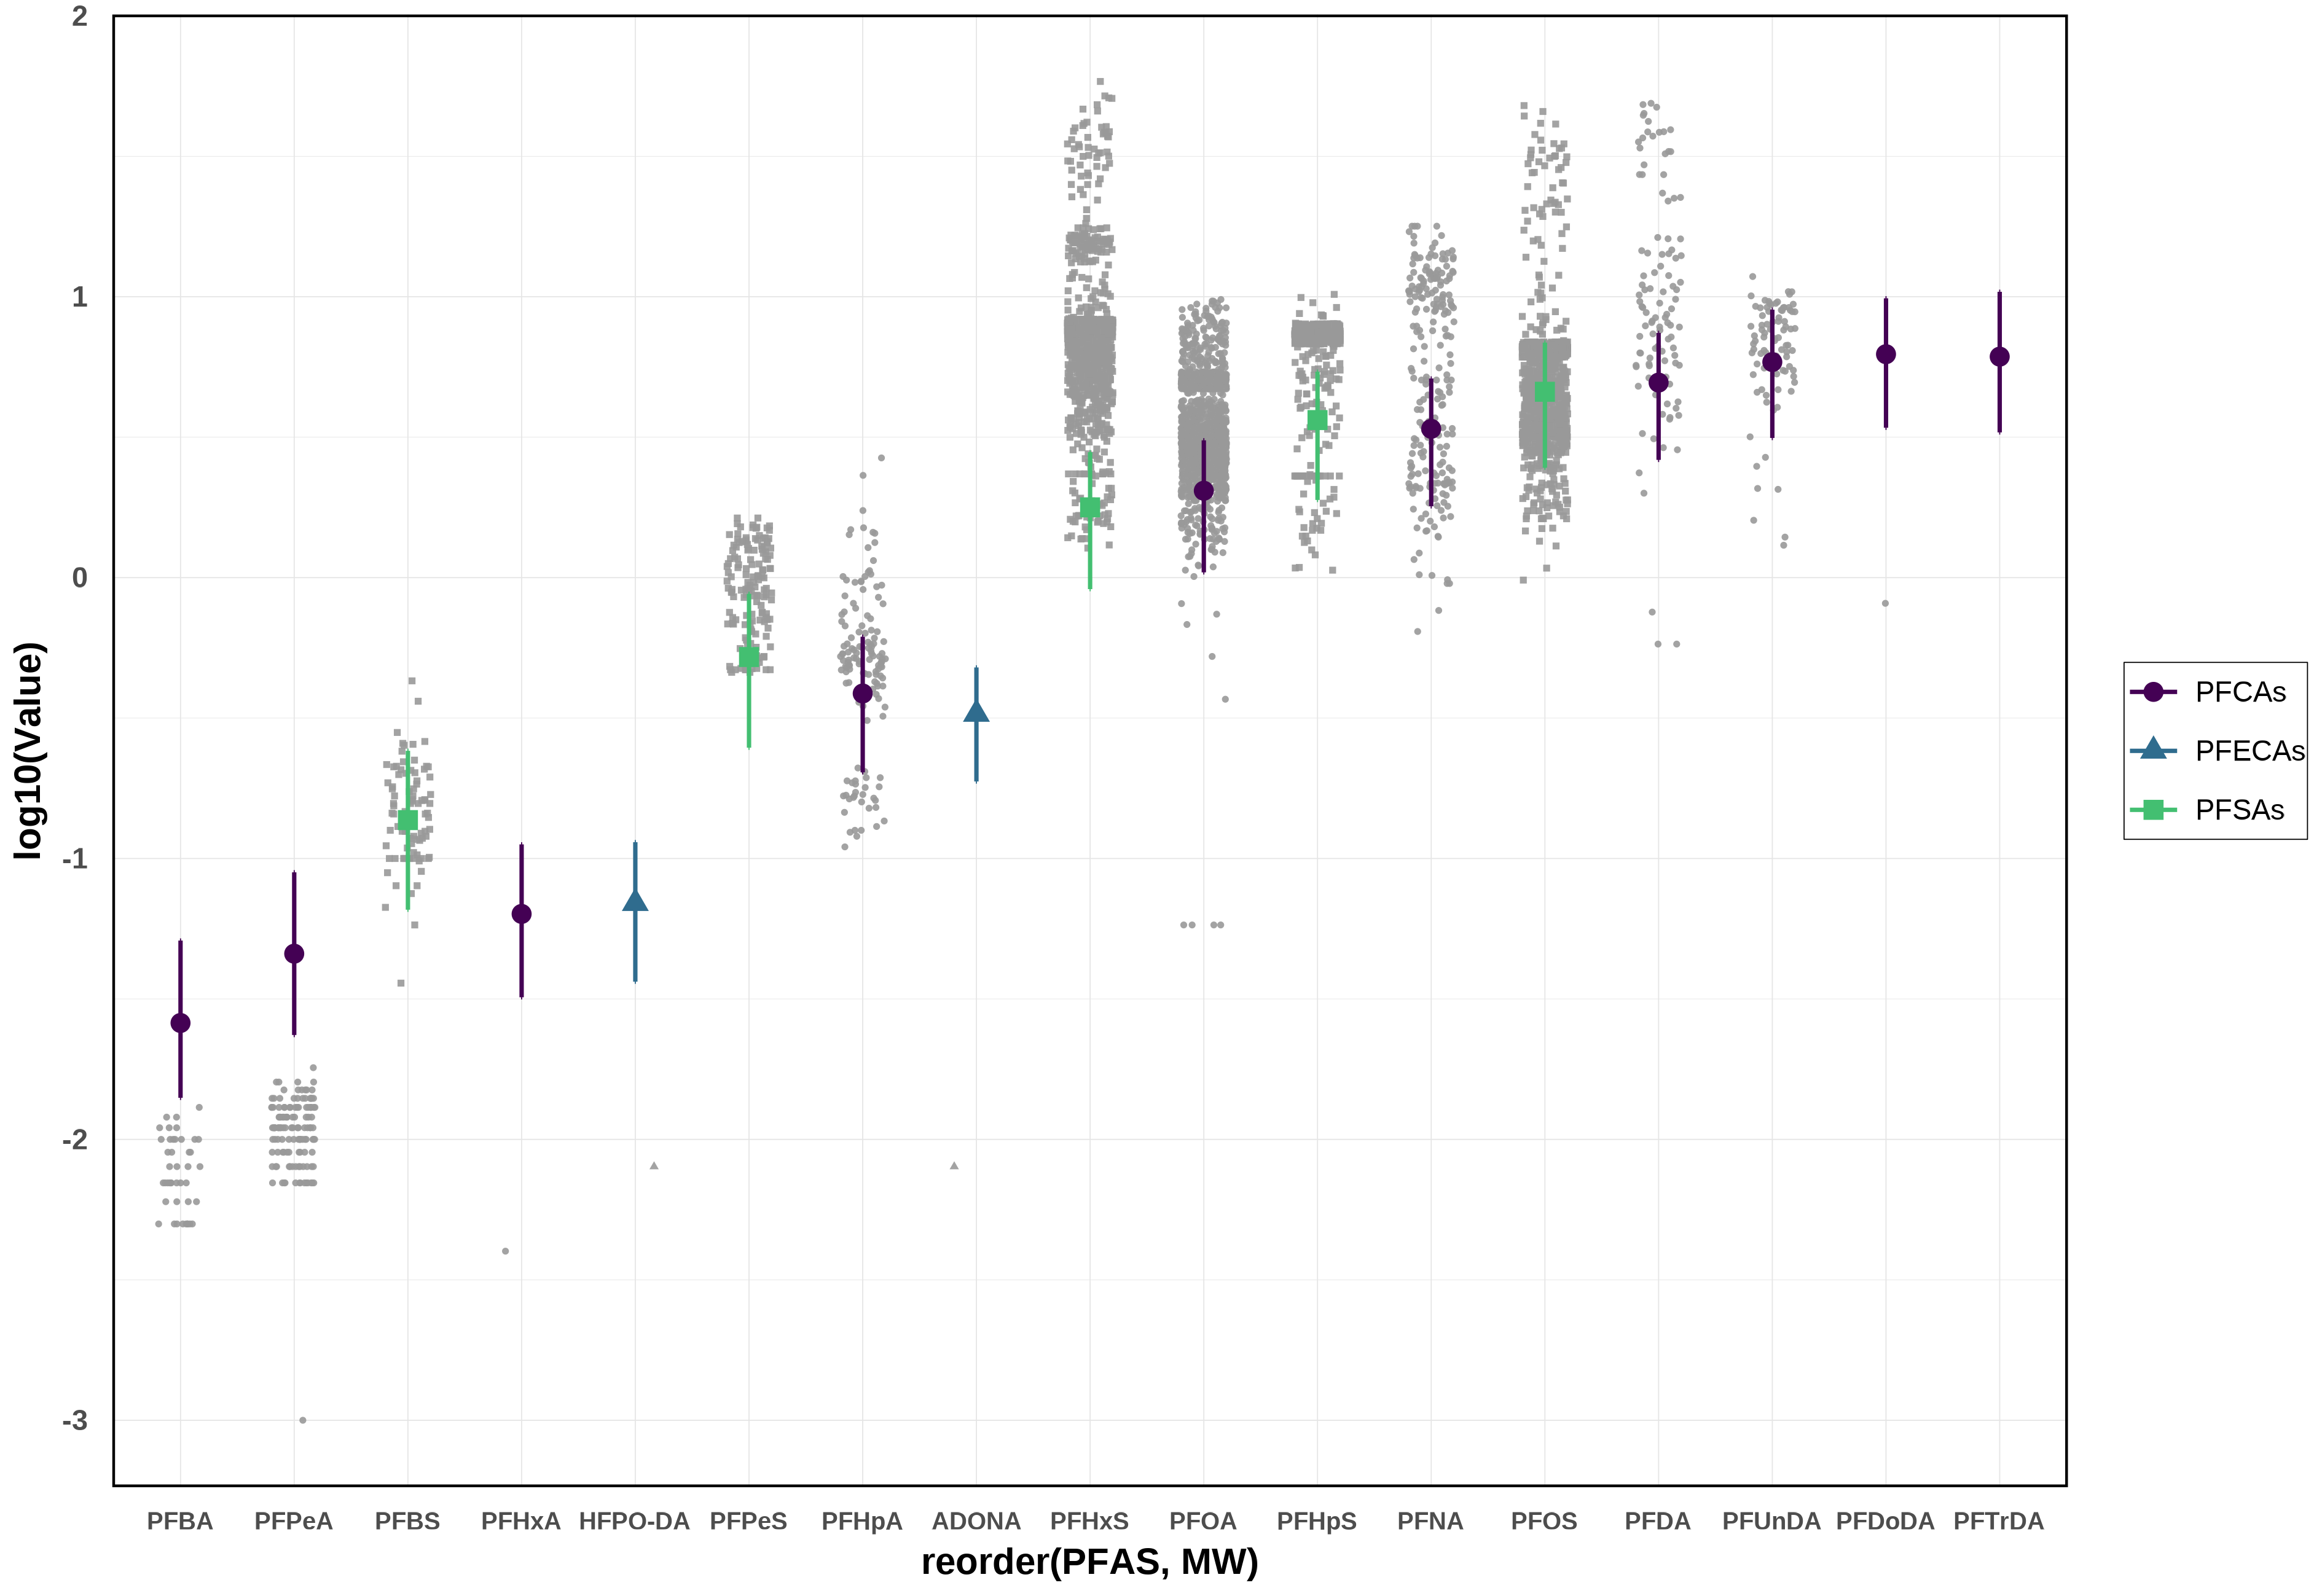 2
1
0
-1
-2
-3
log10(Value)
PFBA PFPeA PFBS PFHxA HFPO-DA PFPeS PFHpA ADONA PFHxS PFOA PFHpS PFNA PFOS PFDA PFUnDA PFDoDA PFTrDA
reorder(PFAS, MW)
PFCAs
PFECAs
PFSAs